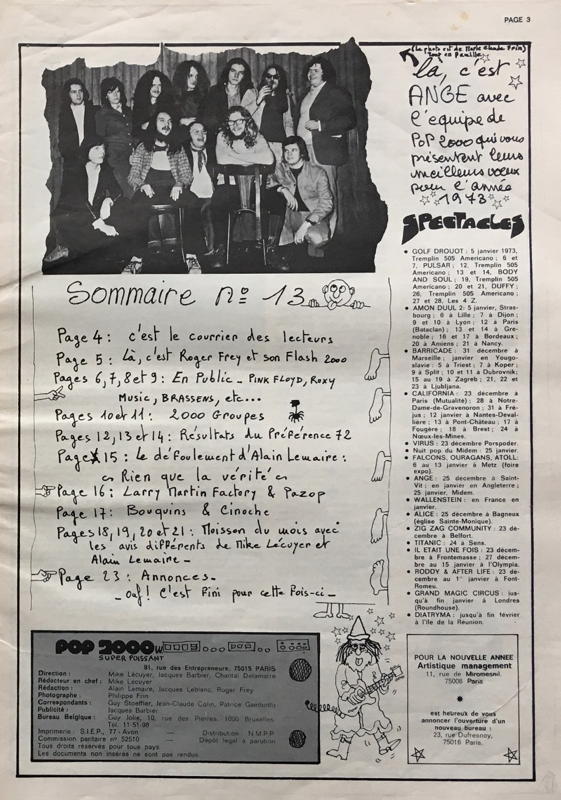 PAGE 3
(la photo est de Marie Claude Frin)
là, c'est
ANGE avec
l'équipe de
POP 2000 qui vous
présentent leurs
meilleurs vœux
pour l'année
1973
SPECTACLES
• GOLF DROUOT : 5 janvier 1973,
Tremplin 505 Americano ; 6 et
7, PULSAR ; 12, Tremplin 505
Americano ; 13 et 14, BODY
AND SOUL ; 19, Tremplin 505
Americano ; 20 et 21, DUFFY ;
26, Tremplin 505 Americano ;
27 et 28, Les 4 Z.
• AMON DUUL 2 : 5 janvier, Stras-
bourg ; 6 à Lille ; 7 à Dijon ;
9 et 10 à Lyon ; 12 à Paris
(Bataclan) ; 13 et 14 à Gre-
noble ; 16 et 17 à Bordeaux ;
20 à Amiens ; 21 à Nancy.
• BARRICADE : 31 décembre à
Marseille ; janvier en Yougo-
slavie : 5 à Triest ; 7 à Koper ;
9 à Split ; 10 et 11 à Dubrovnik ;
15 au 19 à Zagreb ; 21, 22 et
23 à Ljubljana.
• CALIFORNIA : 23 décembre à
Paris (Mutualité) ; 28 à Notre-
Dame-de-Gravenoron ; 31 à Fré-
jus ; 12 janvier à Nantes-Deval-
lière ; 13 à Pont-Château ; 17 à
Fougère ; 18 à Brest ; 24 à
Nœux-les-Mines.
• VIRUS : 23 décembre Porspoder.
• Nuit pop du Midem 25 janvier.
• FALCONS, OURAGANS, ATOLL :
6 au 13 janvier à Metz (foire
expo).
• ANGE : 25 décembre à Saint-
Vit ; en janvier en Angleterre ;
25 janvier, Midem.
• WALLENSTEIN : en France en
janvier.
• ALICE : 25 décembre à Bagneux
(église Sainte-Monique).
• ZIG ZAG COMMUNITY : 23 dé-
cembre à Belfort.
• TITANIC : 24 à Sens.
• IL ETAIT UNE FOIS : 23 décem-
bre à Frontemasse ; 27 décem-
bre au 15 janvier à l'Olympia.
• RODDY & AFTER LIFE : 23 dé-
cembre au 1er janvier à Font-
Romeu.
• GRAND MAGIC CIRCUS : jus-
qu'à fin janvier à Londres
(Roundhouse).
• DIATRYMA : jusqu'à fin février
à l'île de la Réunion.
Sommaire n° 13
Page 4 : c'est le courrier des lecteurs
Page 5 : Là, c'est Roger Frey et son Flash 2000
Pages 6, 7, 8 et 9 : En Public _ PINK FLOYD, ROXY
MUSIC, BRASSENS, etc...
Pages 10 et 11 : 2000 Groupes
Pages 12, 13 et 14 : Résultats du Préférence 72
Page 15 : Le défoulement d'Alain Lemaire :
Rien que la vérité
Page 16 : Larry Martin Factory & Pazop
Page 17 : Bouquins & Cinoche
Pages 18, 19, 20 et 21 : Moisson du mois avec
les avis différents de Mike Lécuyer et
Alain Lemaire _
Page 23 : Annonces _
_ Ouf ! C'est fini pour cette fois-ci _
POP 2000
SUPER PUISSANT
91, rue des Entrepreneurs, 75015 PARIS
Direction : Mike Lécuyer, Jacques Barbier, Chantal Delamaire
Rédacteur en chef : Mike Lécuyer
Rédaction : Alain Lemaire, Jacques Leblanc, Roger Frey
Photographe : Philippe Frin
Correspondants : Guy Stoeffler, Jean-Claude Colin, Patrice Ganduntti
Publicité : Jacques Barbier.
Bureau Belgique : Guy Jolie, 10, rue des Pierres, 1000 Bruxelles
Tél. 11-51-98
Imprimerie : S.I.E.P., 77 - Avon — Distribution : N.M.P.P.
Commission paritaire n° 52510 — Dépôt légal à parution
Tous droits réservés pour tous pays
Les documents non insérés ne sont pas rendus.
POUR LA NOUVELLE ANNEE
Artistique management
11, rue de Miromesnil.
75008 Paris
est heureux de vous
annoncer l'ouverture d'un
nouveau Bureau :
23, rue Dufresnoy,
75016 Paris.